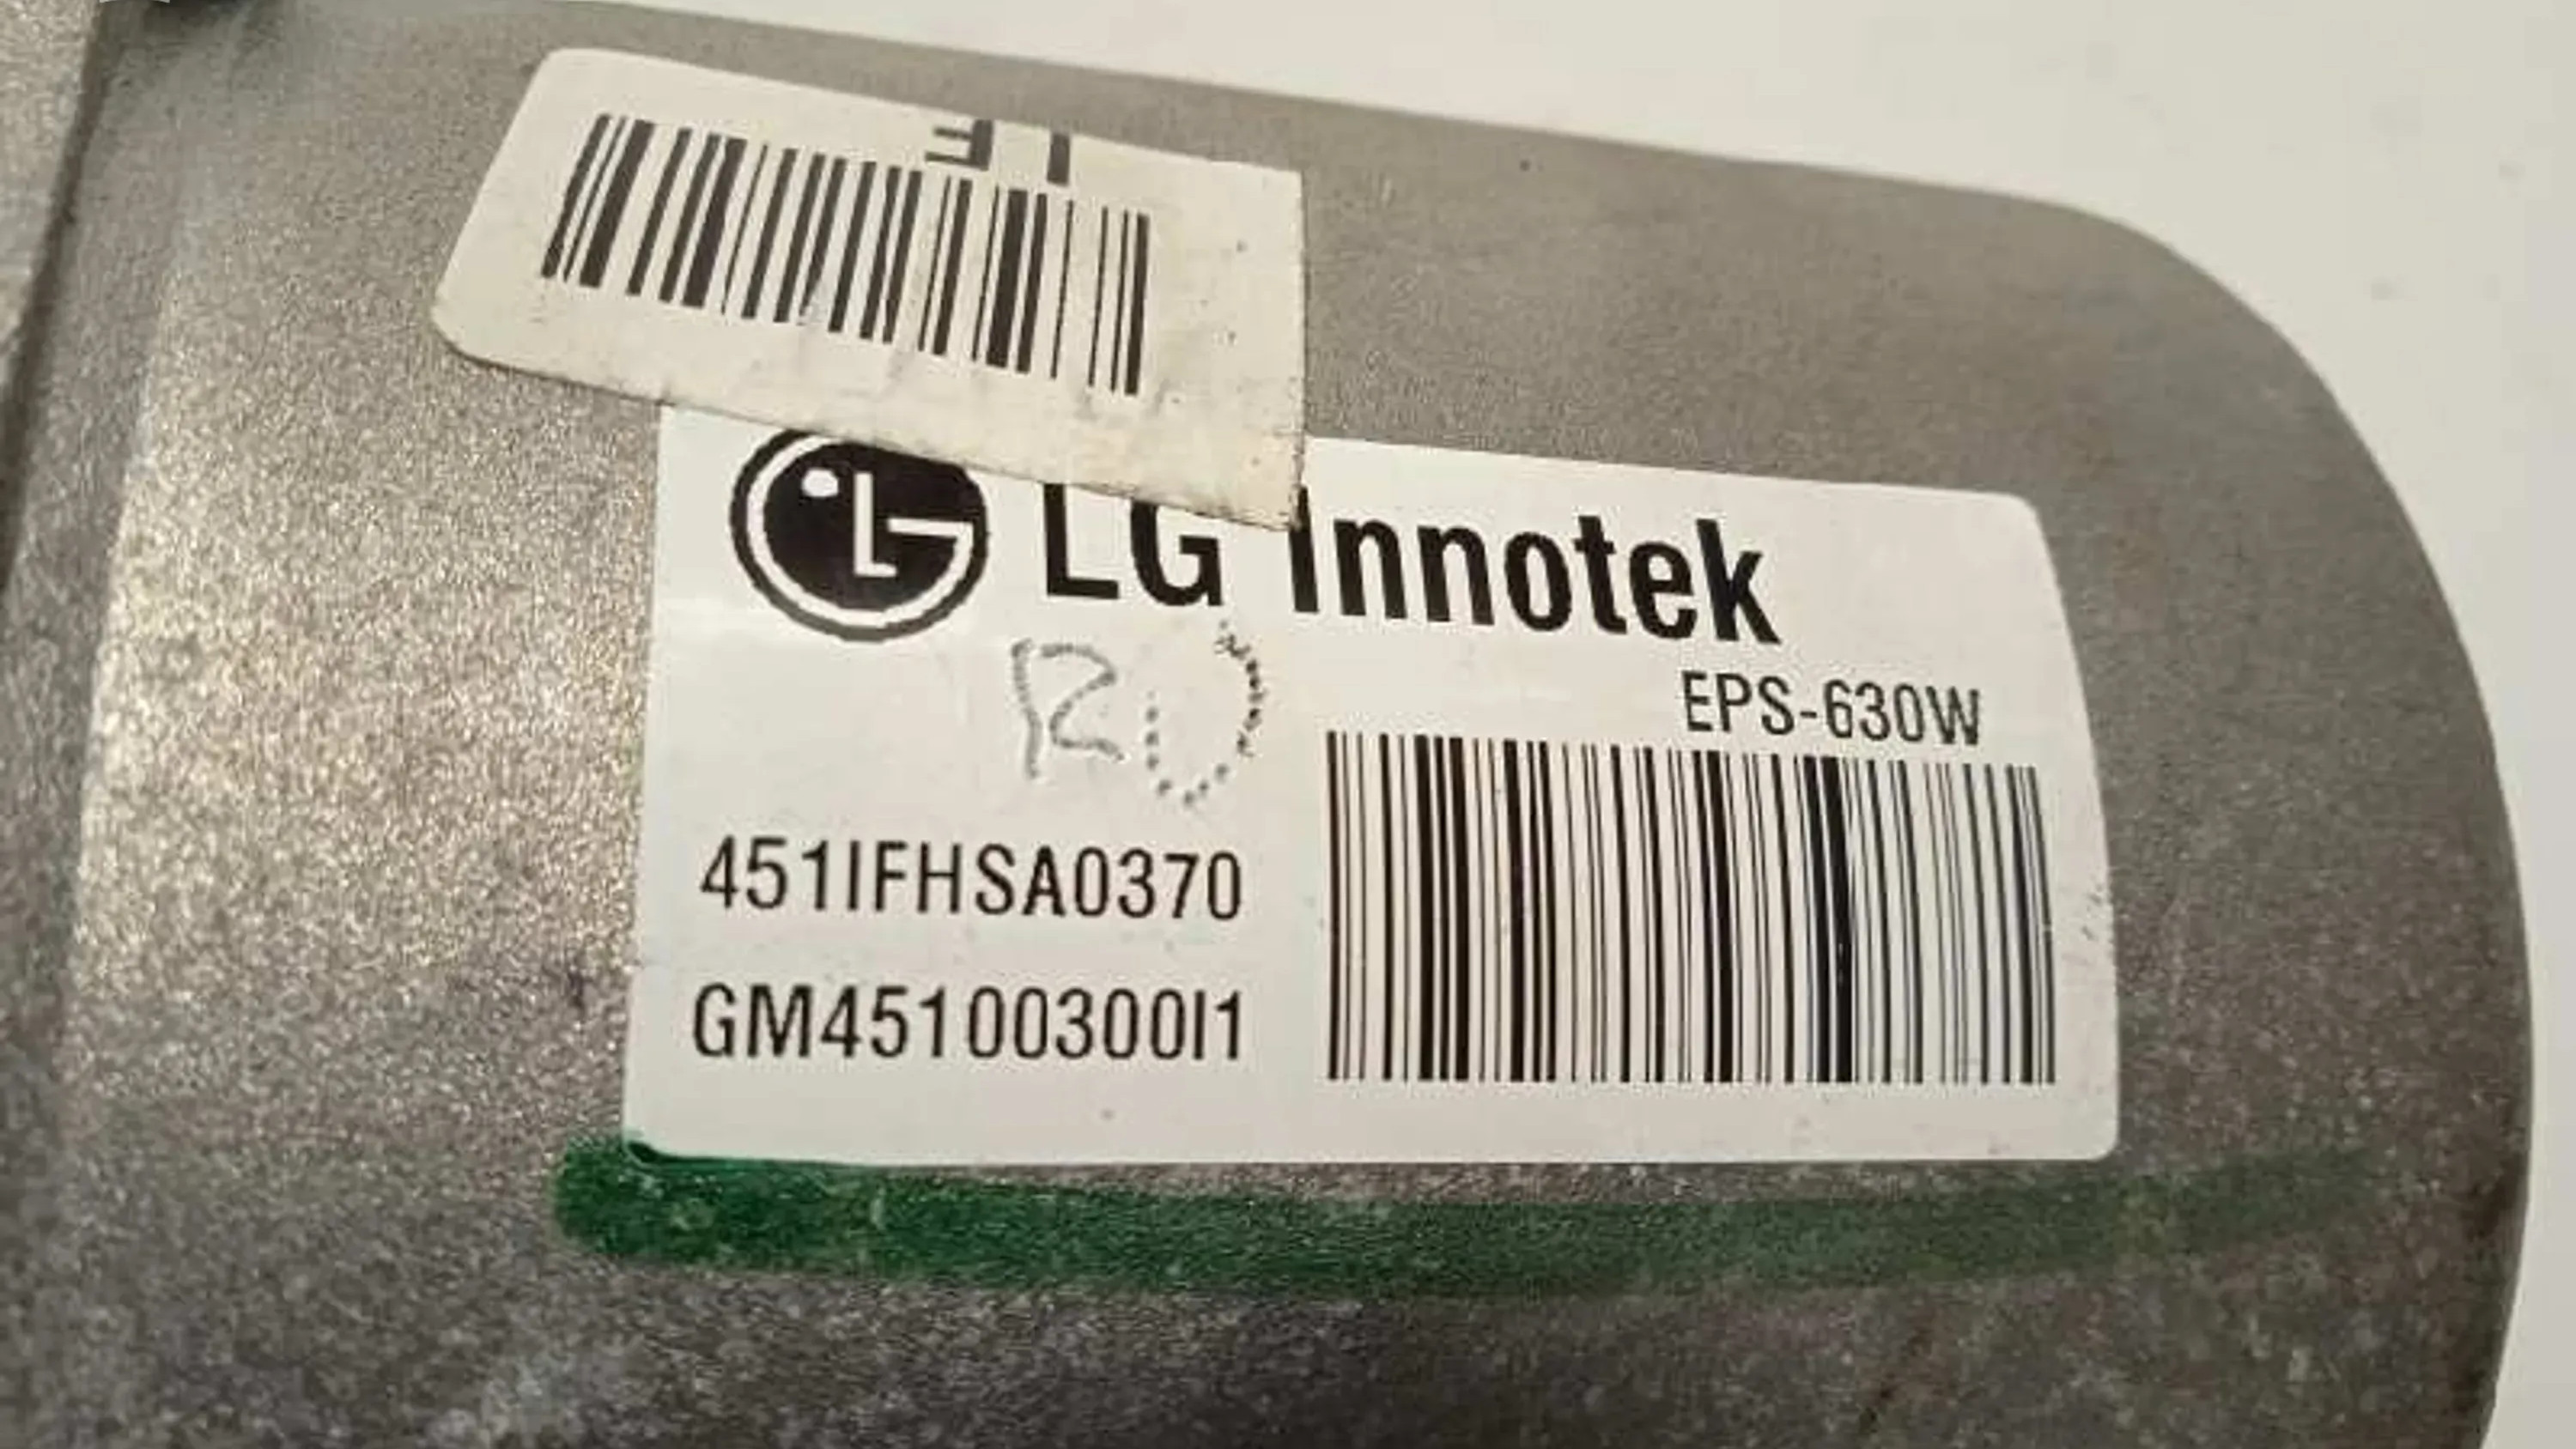 LG Innotek
EPS-630W
451IFHSA0370
GM45100300I1